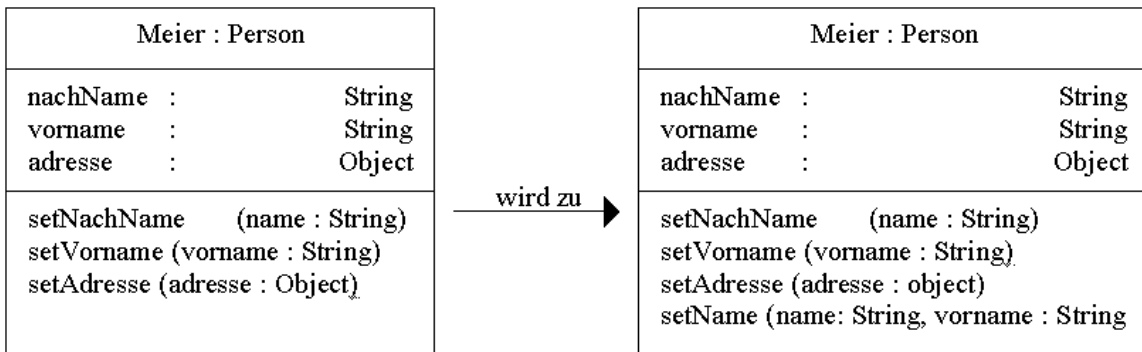 Meier : Person
nachName : String
vorname : String
adresse : Object
setNachName (name : String)
setVorname (vorname : String)
setAdresse (adresse : Object)
wird zu
Meier : Person
nachName : String
vorname : String
adresse : Object
setNachName (name : String)
setVorname (vorname : String)
setAdresse (adresse : object)
setName (name: String, vorname : String